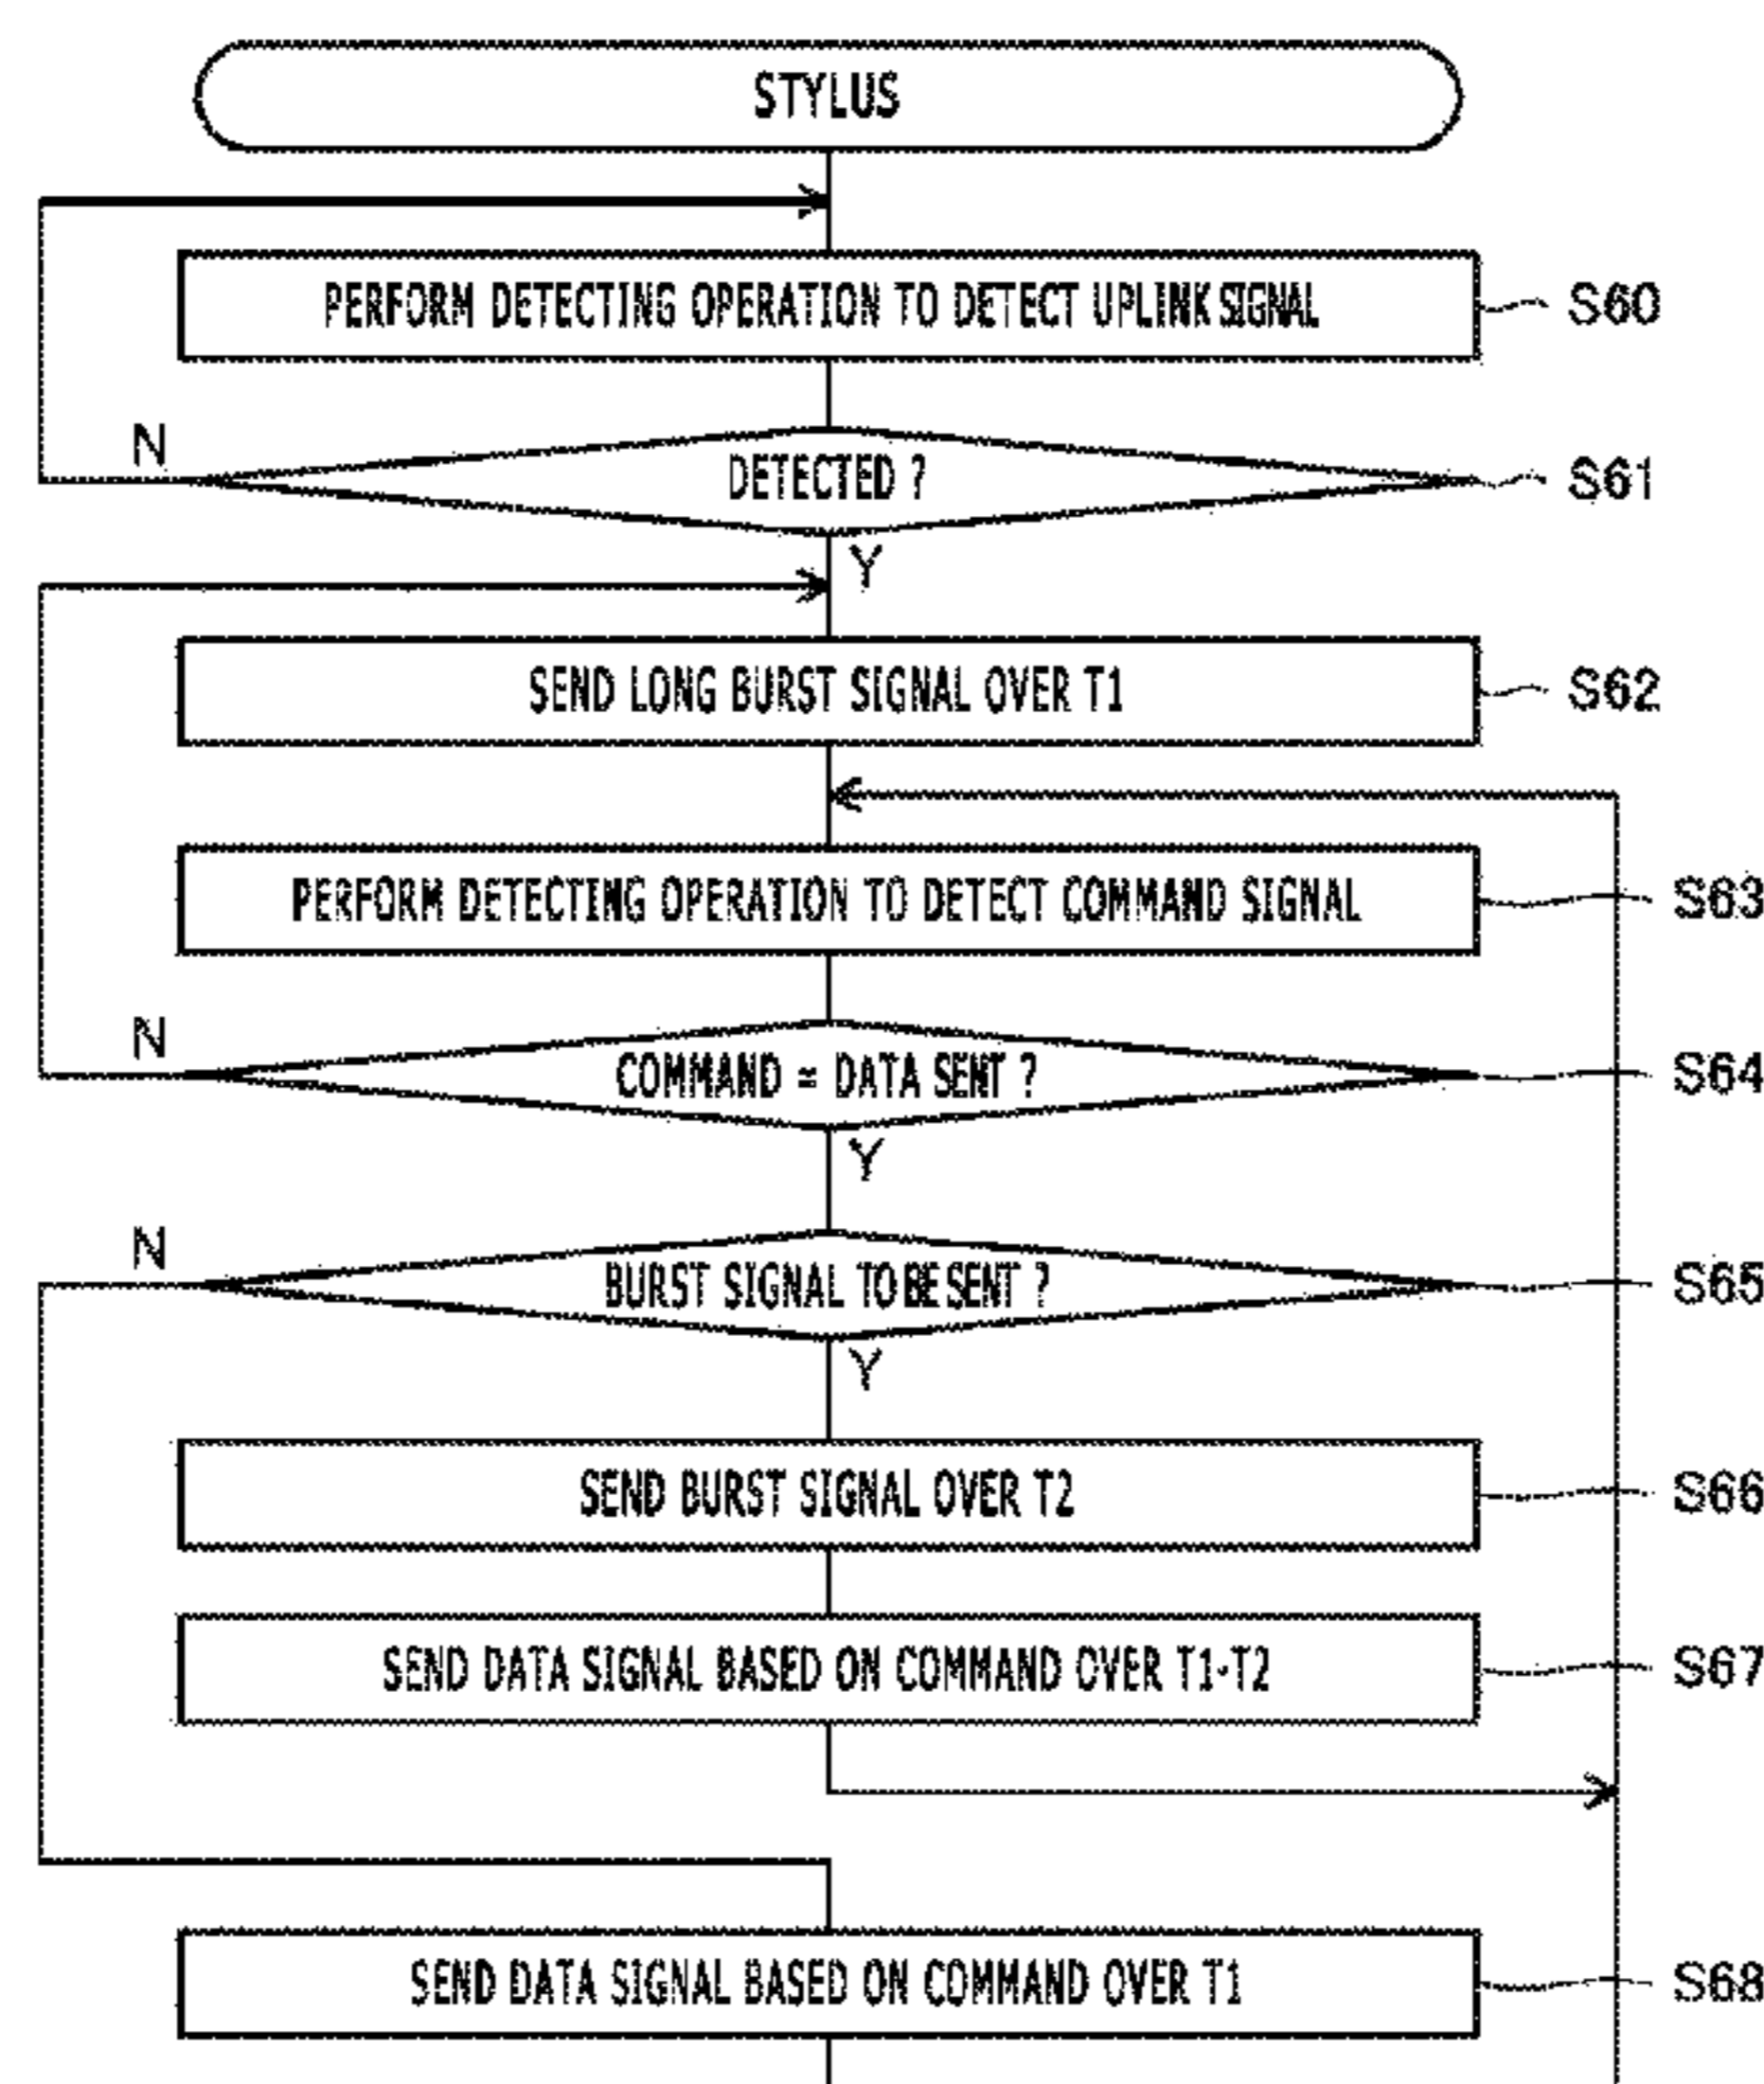 STYLUS
PERFORM DETECTING OPERATION TO DETECT UPLINK SIGNAL
S60
N
DETECTED ?
S61
Y
SEND LONG BURST SIGNAL OVER T1
S62
PERFORM DETECTING OPERATION TO DETECT COMMAND SIGNAL
S63
N
COMMAND = DATA SENT ?
S64
Y
N
BURST SIGNAL TO BE SENT ?
S65
Y
SEND BURST SIGNAL OVER T2
S66
SEND DATA SIGNAL BASED ON COMMAND OVER T1-T2
S67
SEND DATA SIGNAL BASED ON COMMAND OVER T1
S68